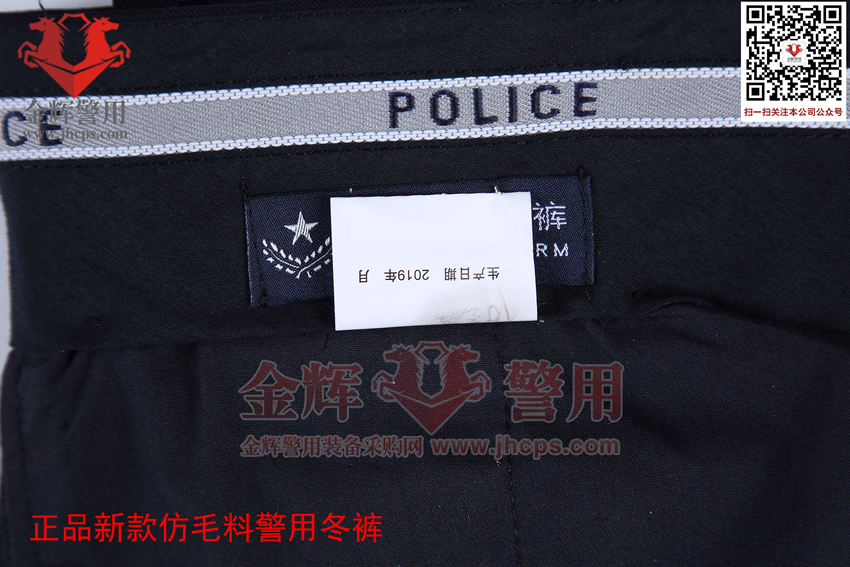 金辉警用
www.jhcps.com
扫一扫关注本公司公众号
CE POLICE
裤
RM
生产日期 2019年 月
金辉警用
金辉警用装备采购网 www.jhcps.com
正品新款仿毛料警用冬裤